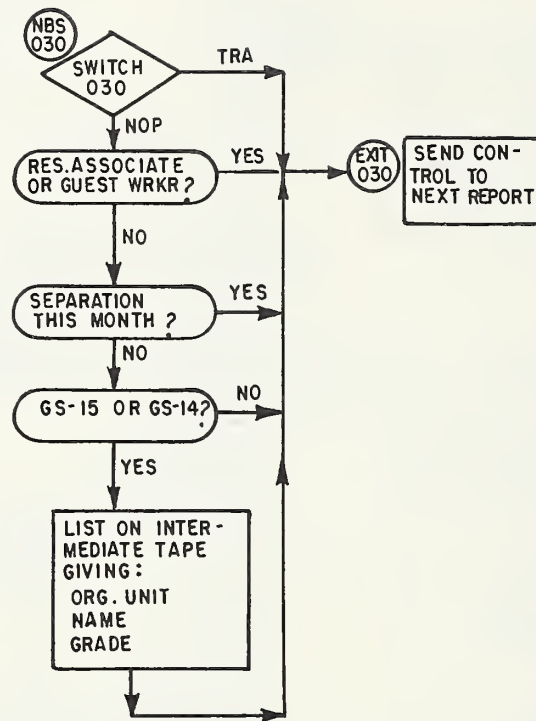 NBS
030
SWITCH
030
TRA
NOP
RES. ASSOCIATE
OR GUEST WRKR?
YES
EXIT
030
SEND CON-
TROL TO
NEXT REPORT
NO
SEPARATION
THIS MONTH ?
YES
NO
GS-15 OR GS-14?
NO
YES
LIST ON INTER-
MEDIATE TAPE
GIVING:
ORG. UNIT
NAME
GRADE